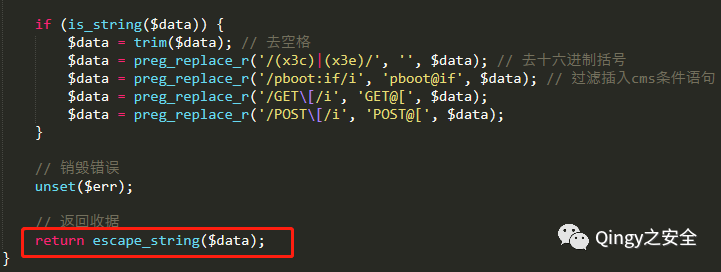 if (is_string($data)) {
$data = trim($data); // 去空格
$data = preg_replace_r('/(x3c)|(x3e)/', '', $data); // 去十六进制括号
$data = preg_replace_r('/pboot:if/i', 'pboot@if', $data); // 过滤插入cms条件语句
$data = preg_replace_r('/GET\[/i', 'GET@[', $data);
$data = preg_replace_r('/POST\[/i', 'POST@[', $data);
}
// 销毁错误
unset($err);
// 返回收据
return escape_string($data);
}
Qingy之安全